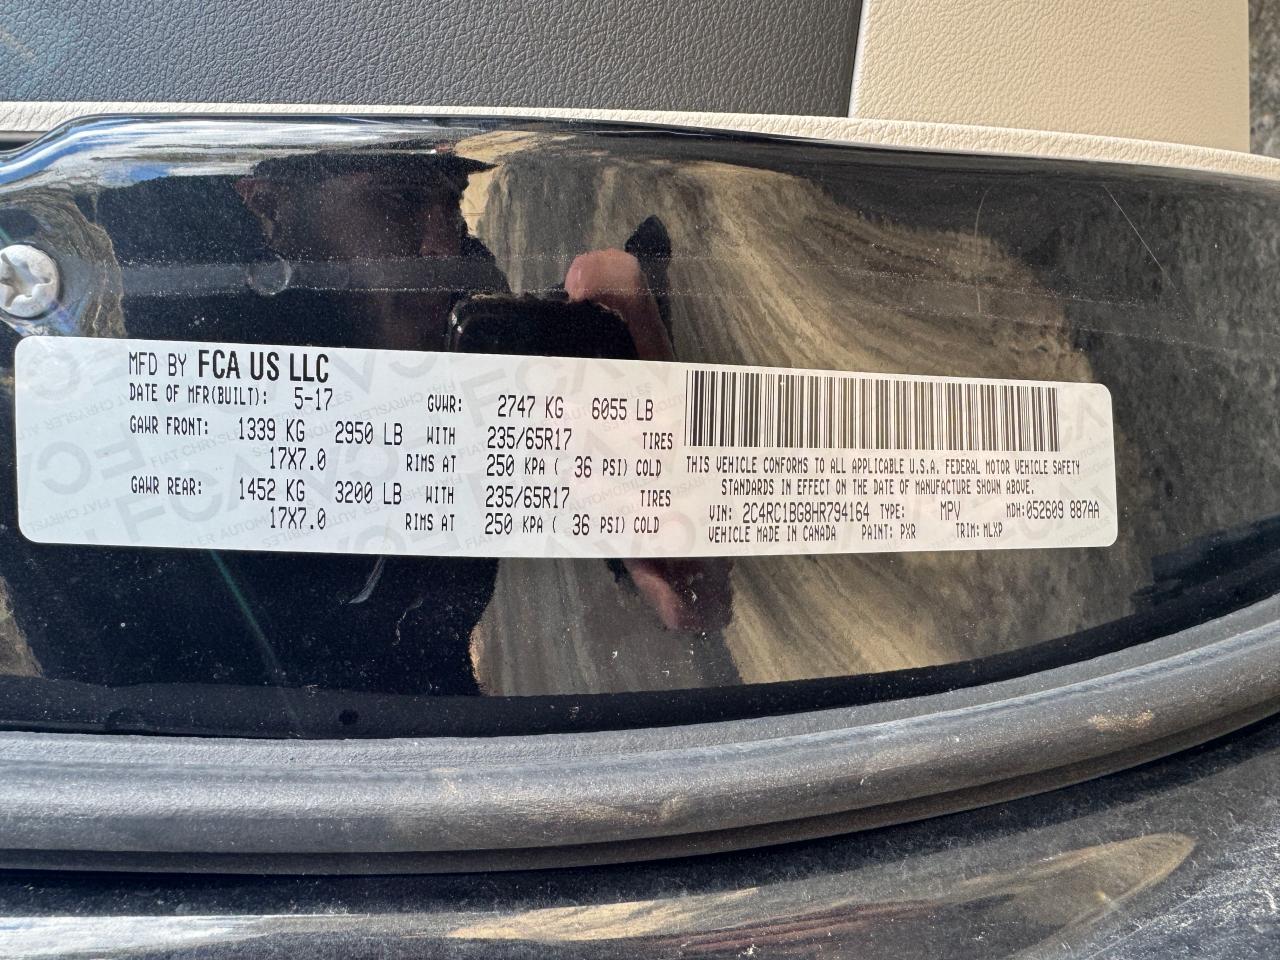 MFD BY FCA US LLC
DATE OF MFR(BUILT): 5-17 GVWR: 2747 KG 6055 LB
GAWR FRONT: 1339 KG 2950 LB WITH 235/65R17 TIRES
17X7.0 RIMS AT 250 KPA ( 36 PSI) COLD
GAWR REAR: 1452 KG 3200 LB WITH 235/65R17 TIRES
17X7.0 RIMS AT 250 KPA ( 36 PSI) COLD
THIS VEHICLE CONFORMS TO ALL APPLICABLE U.S.A. FEDERAL MOTOR VEHICLE SAFETY
STANDARDS IN EFFECT ON THE DATE OF MANUFACTURE SHOWN ABOVE.
VIN: 2C4RC1BG8HR794164 TYPE: MPV MDH:052609 887AA
VEHICLE MADE IN CANADA PAINT: PXR TRIM: MLXP